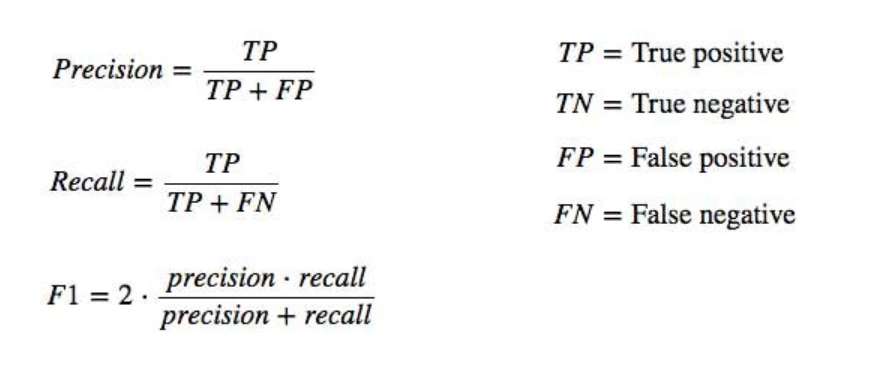 Precision = TP / TP + FP
Recall = TP / TP + FN
F1 = 2 · precision · recall / precision + recall
TP = True positive
TN = True negative
FP = False positive
FN = False negative